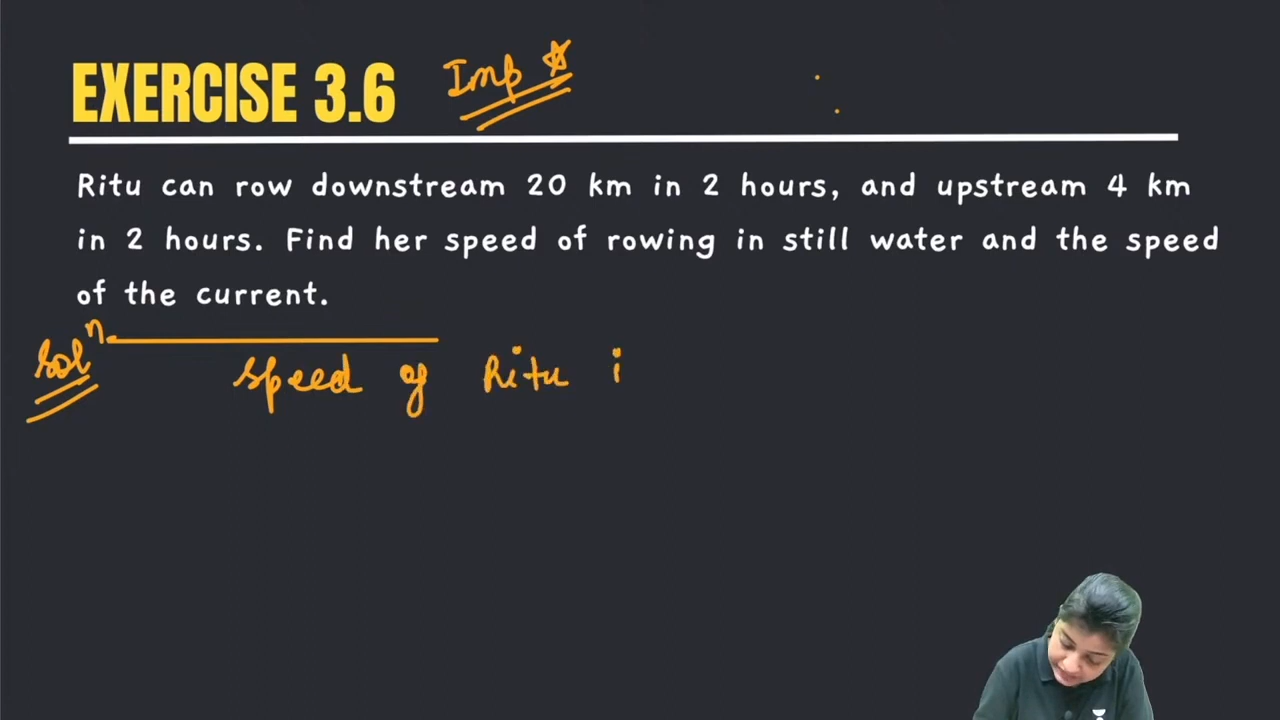 EXERCISE 3.6 Imp
Ritu can row downstream 20 km in 2 hours, and upstream 4 km
in 2 hours. Find her speed of rowing in still water and the speed
of the current.
Solⁿ
Speed of Ritu i